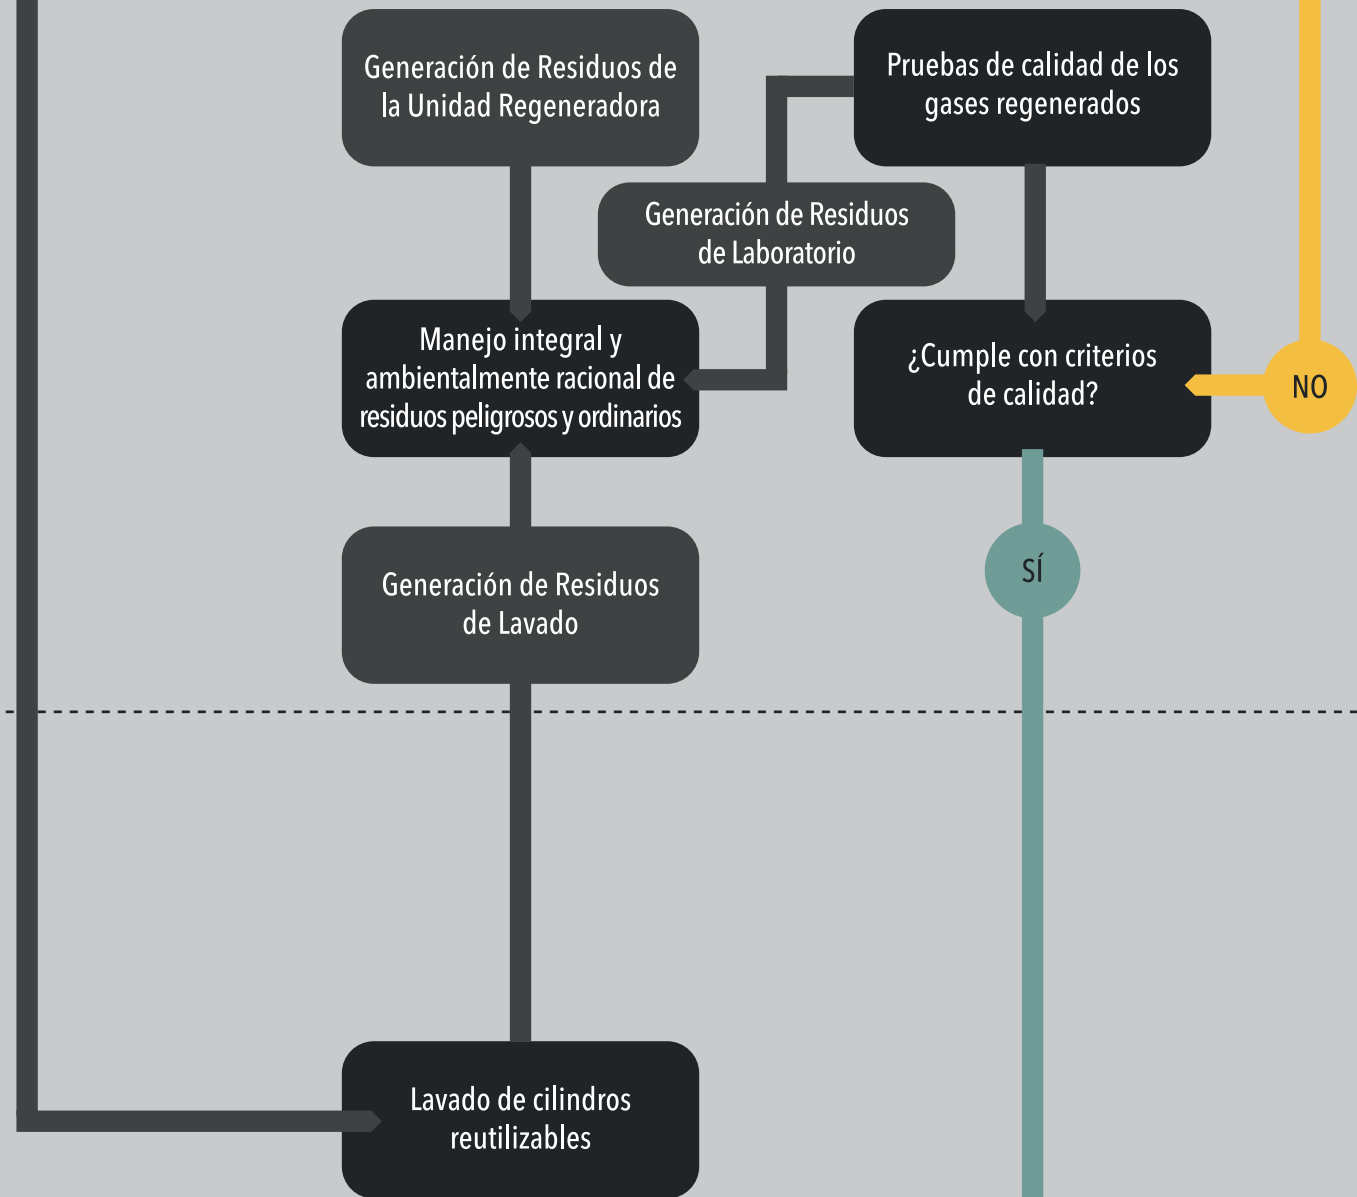 Generación de Residuos de
la Unidad Regeneradora
Pruebas de calidad de los
gases regenerados
Generación de Residuos
de Laboratorio
Manejo integral y
ambientalmente racional de
residuos peligrosos y ordinarios
¿Cumple con criterios
de calidad?
NO
SÍ
Generación de Residuos
de Lavado
Lavado de cilindros
reutilizables